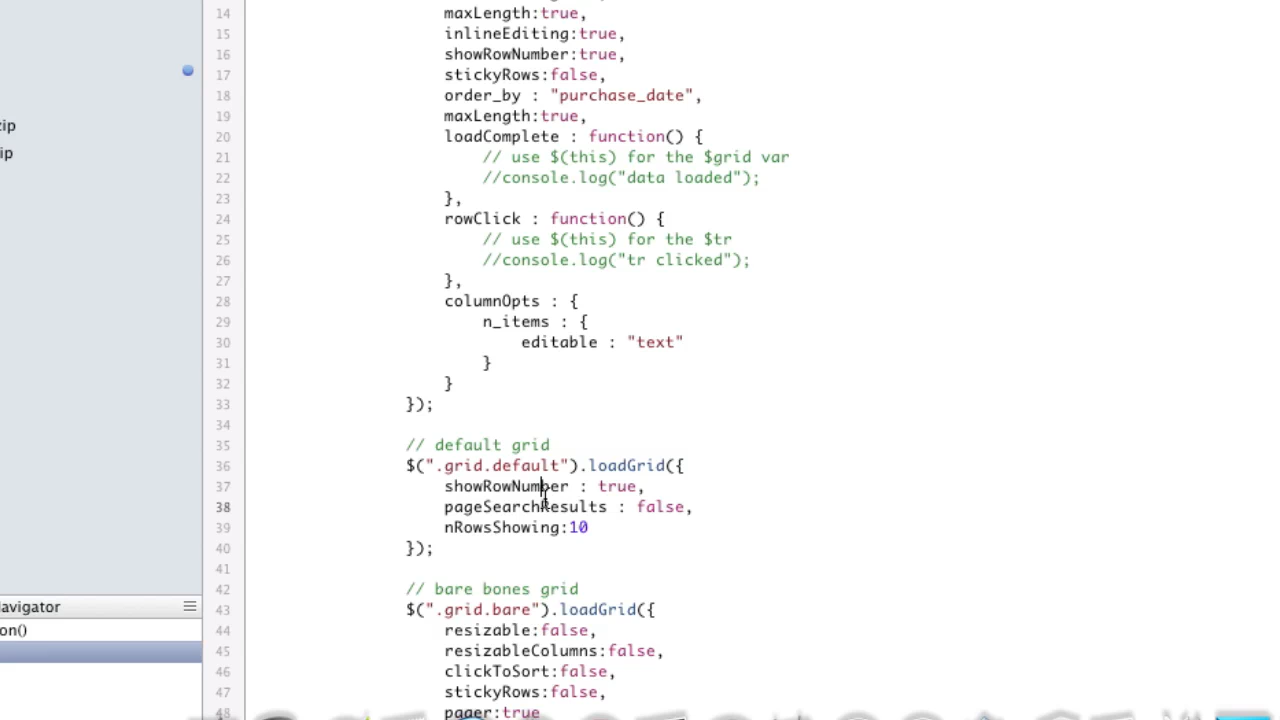 14 maxLength:true,
15 inlineEditing:true,
16 showRowNumber:true,
17 stickyRows:false,
18 order_by : "purchase_date",
19 maxLength:true,
20 loadComplete : function() {
21 // use $(this) for the $grid var
22 //console.log("data loaded");
23 },
24 rowClick : function() {
25 // use $(this) for the $tr
26 //console.log("tr clicked");
27 },
28 columnOpts : {
29 n_items : {
30 editable : "text"
31 }
32 }
33 });
34
35 // default grid
36 $(".grid.default").loadGrid({
37 showRowNumber : true,
38 pageSearchResults : false,
39 nRowsShowing:10
40 });
41
42 // bare bones grid
43 $(".grid.bare").loadGrid({
44 resizable:false,
45 resizableColumns:false,
46 clickToSort:false,
47 stickyRows:false,
48 pager:true
zip
ip
avigator
on()